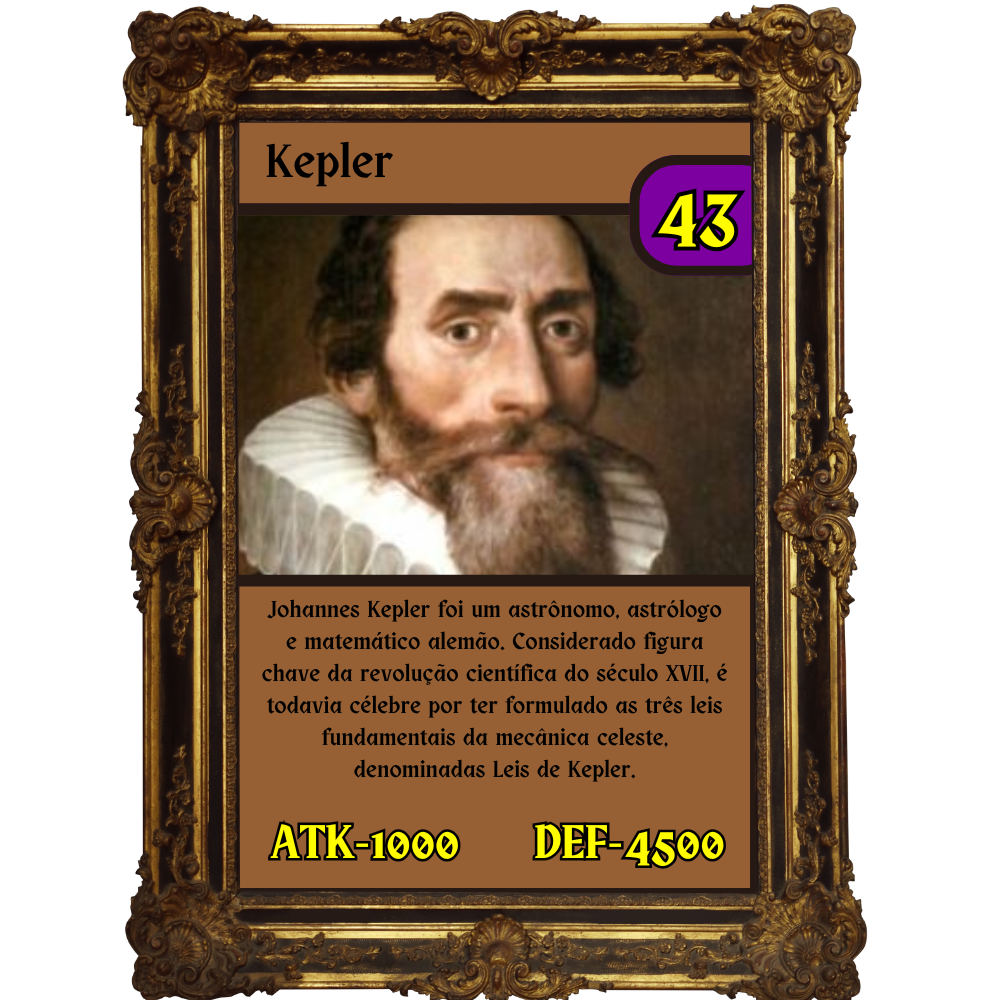 Kepler
43
Johannes Kepler foi um astrônomo, astrólogo
e matemático alemão. Considerado figura
chave da revolução científica do século XVII, é
todavia célebre por ter formulado as três leis
fundamentais da mecânica celeste,
denominadas Leis de Kepler.
ATK-1000 DEF-4500